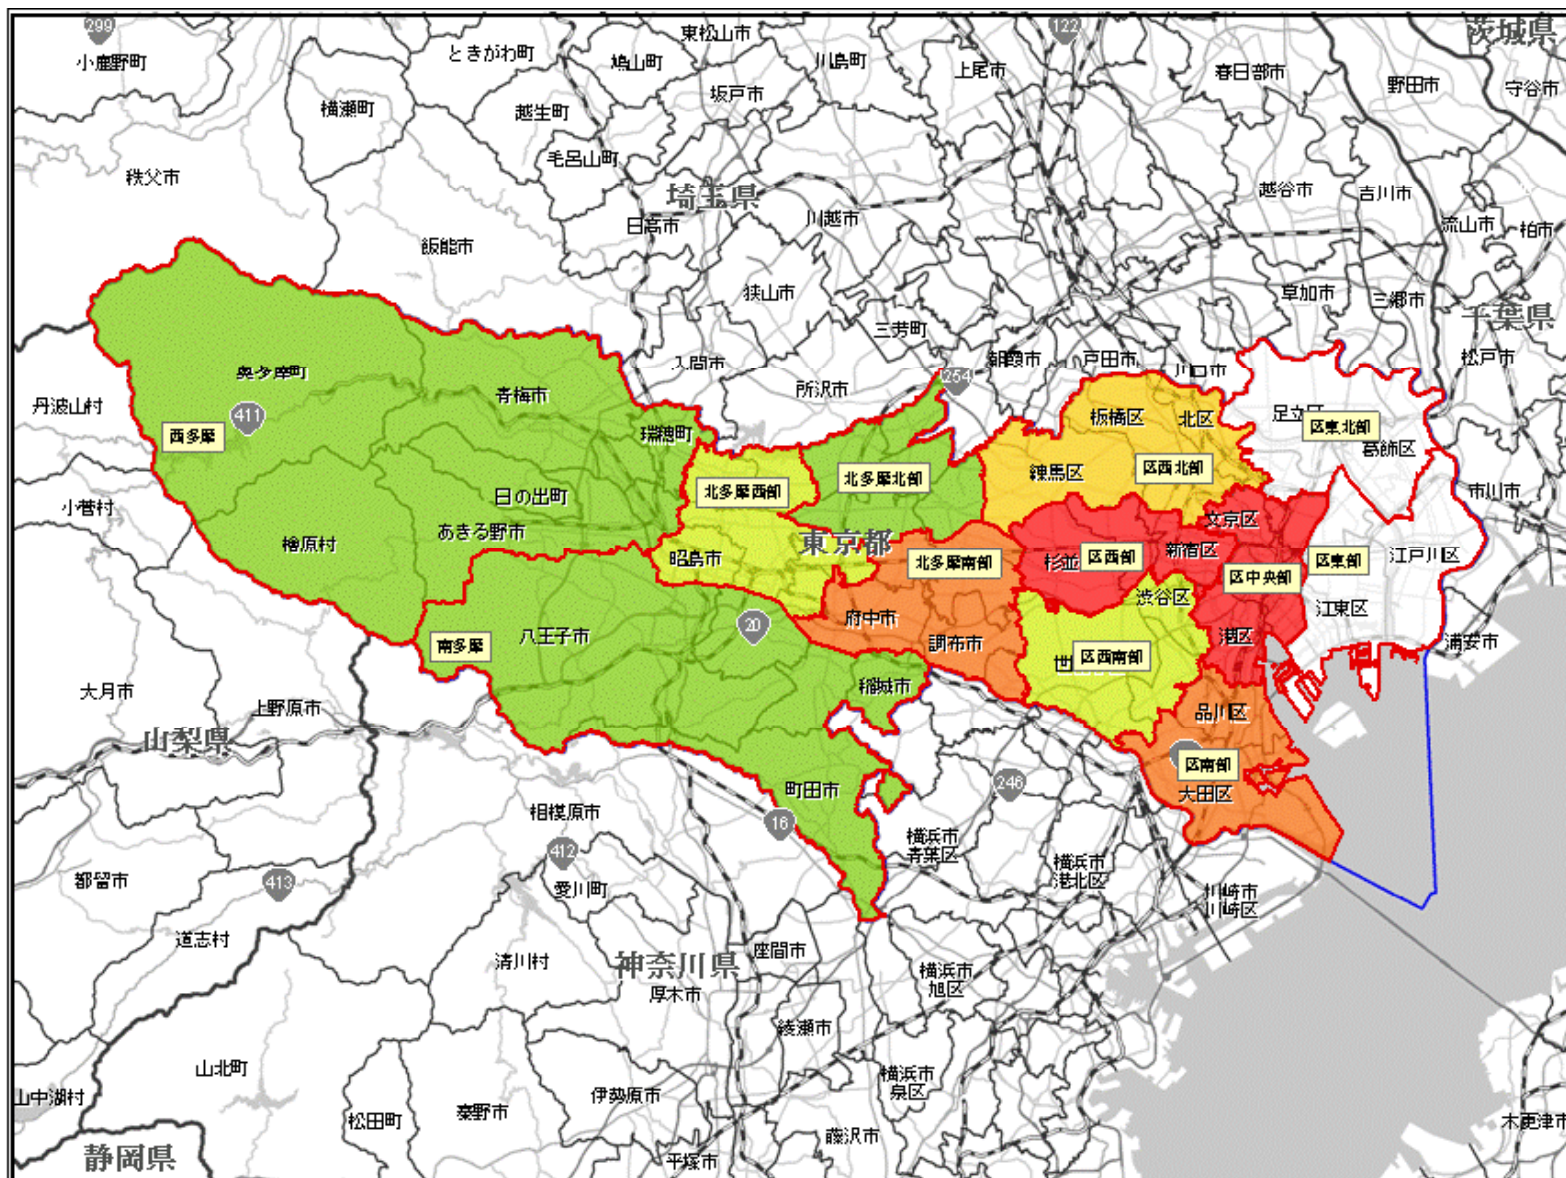 299
小鹿野町
ときがわ町
東松山市
鳩山町
川島町
122
上尾市
春日部市
茨城県
野田市
守谷市
横瀬町
越生町
坂戸市
毛呂山町
秩父市
埼玉県
川越市
越谷市
吉川市
流山市
柏市
日高市
飯能市
狭山市
草加市
三郷市
千葉県
三芳町
入間市
朝霞市
戸田市
川口市
松戸市
所沢市
254
奥多摩町
青梅市
丹波山村
411
西多摩
瑞穂町
板橋区
北区
足立区
区東北部
葛飾区
練馬区
区西北部
北多摩西部
北多摩北部
市川市
小菅村
日の出町
あきる野市
檜原村
東京都
昭島市
北多摩南部
文京区
新宿区
杉並
区西部
区中央部
区東部
江戸川区
渋谷区
江東区
20
府中市
調布市
港区
浦安市
南多摩
八王子市
世
区西南部
稲城市
大月市
上野原市
山梨県
品川区
区南部
大田区
町田市
246
16
相模原市
412
横浜市
青葉区
横浜市
港北区
都留市
413
愛川町
川崎市
川崎区
道志村
清川村
神奈川県
座間市
厚木市
横浜市
旭区
綾瀬市
山北町
横浜市
泉区
山中湖村
松田町
秦野市
伊勢原市
藤沢市
木更津市
静岡県
平塚市